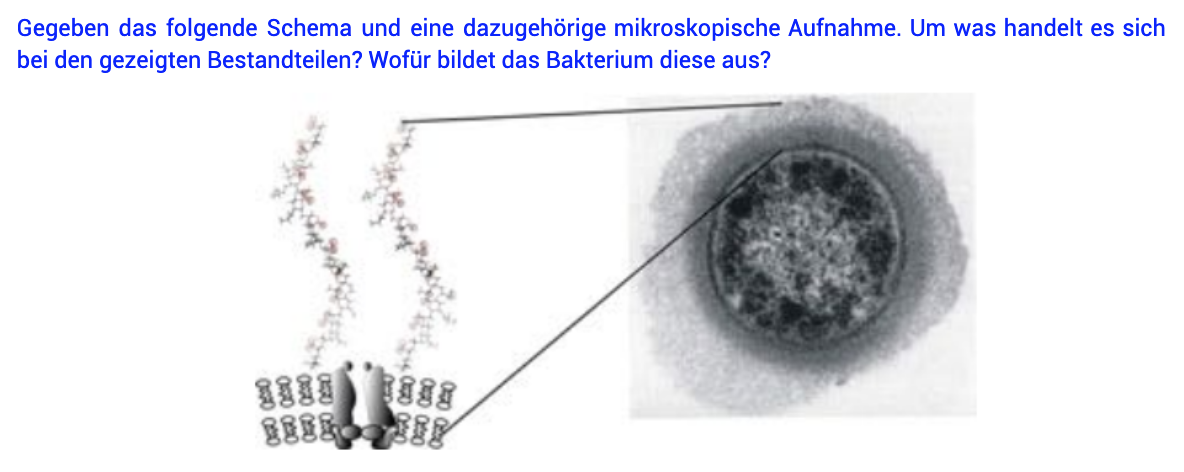 Gegeben das folgende Schema und eine dazugehörige mikroskopische Aufnahme. Um was handelt es sich
bei den gezeigten Bestandteilen? Wofür bildet das Bakterium diese aus?